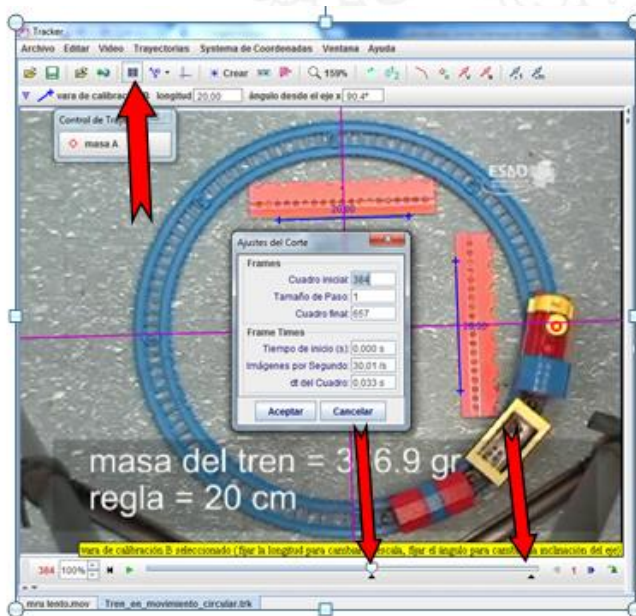 Tracker
Archivo Editar Video Trayectorias Systema de Coordenadas Ventana Ayuda
Crear 159%
vara de calibración longitud 20.00 ángulo desde el eje x 90.4°
Control de
masa A
ESAD
20.00
20.00
Ajustes del Corte
Frames
Cuadro inicial: 384
Tamaño de Paso: 1
Cuadro final: 657
Frame Times
Tiempo de inicio (s): 0.000 s
Imágenes por Segundo: 30,01 /s
dt del Cuadro: 0.033 s
Aceptar Cancelar
masa del tren = 6.9 gr
regla = 20 cm
vara de calibración B seleccionado (fijar la longitud para cambiar escala, fijar el ángulo para cambiar la inclinación del eje)
384 100% 1
mru lento.mov Tren_en_movimiento_circular.trk